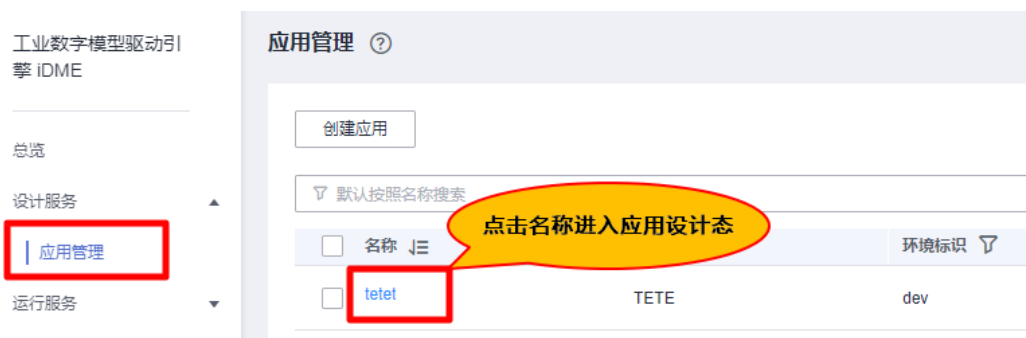 工业数字模型驱动引
擎 iDME
总览
设计服务
应用管理
运行服务
应用管理
创建应用
默认按照名称搜索
点击名称进入应用设计态
名称 环境标识
tetet TETE dev